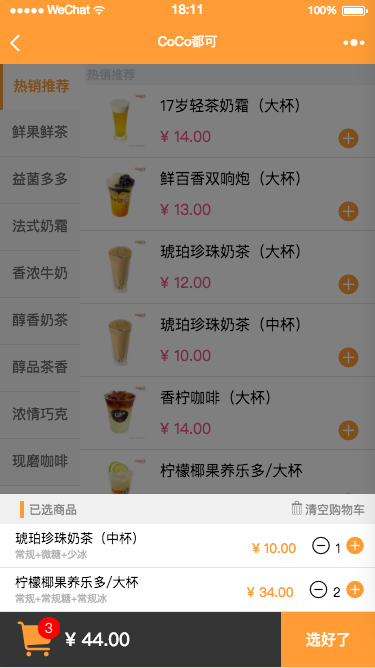 WeChat 18:11 100%
CoCo都可
热销推荐
热销推荐
鲜果鲜茶
益菌多多
法式奶霜
香浓牛奶
醇香奶茶
醇品茶香
浓情巧克
现磨咖啡
17岁轻茶奶霜（大杯）
¥ 14.00
鲜百香双响炮（大杯）
¥ 13.00
琥珀珍珠奶茶（大杯）
¥ 12.00
琥珀珍珠奶茶（中杯）
¥ 10.00
香柠咖啡（大杯）
¥ 14.00
柠檬椰果养乐多/大杯
已选商品 清空购物车
琥珀珍珠奶茶（中杯）
常规+微糖+少冰
¥ 10.00 1
柠檬椰果养乐多/大杯
常规+常规糖+常规冰
¥ 34.00 2
3
¥ 44.00 选好了